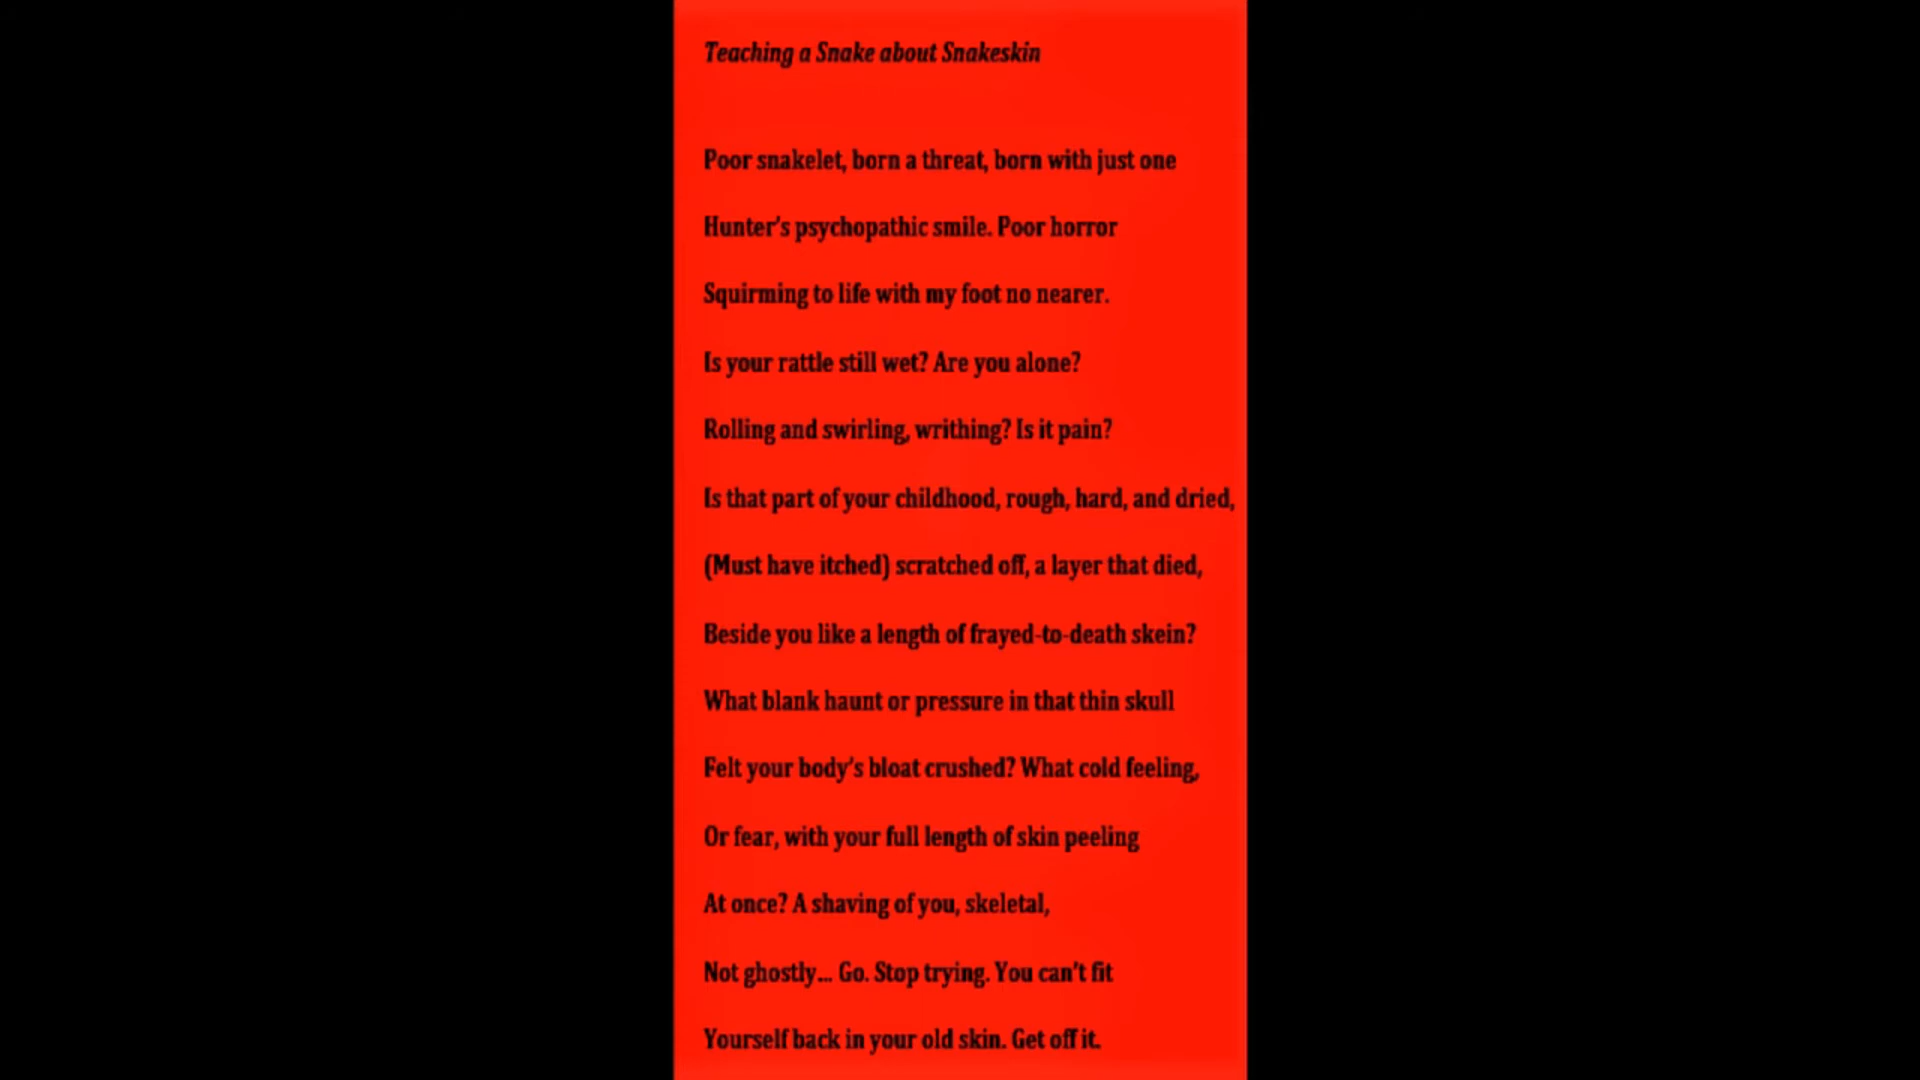 Teaching a Snake about Snakeskin
Poor snakelet, born a threat, born with just one
Hunter's psychopathic smile. Poor horror
Squirming to life with my foot no nearer.
Is your rattle still wet? Are you alone?
Rolling and swirling, writhing? Is it pain?
Is that part of your childhood, rough, hard, and dried,
(Must have itched) scratched off, a layer that died,
Beside you like a length of frayed-to-death skein?
What blank haunt or pressure in that thin skull
Felt your body's bloat crushed? What cold feeling,
Or fear, with your full length of skin peeling
At once? A shaving of you, skeletal,
Not ghostly... Go. Stop trying. You can't fit
Yourself back in your old skin. Get off it.